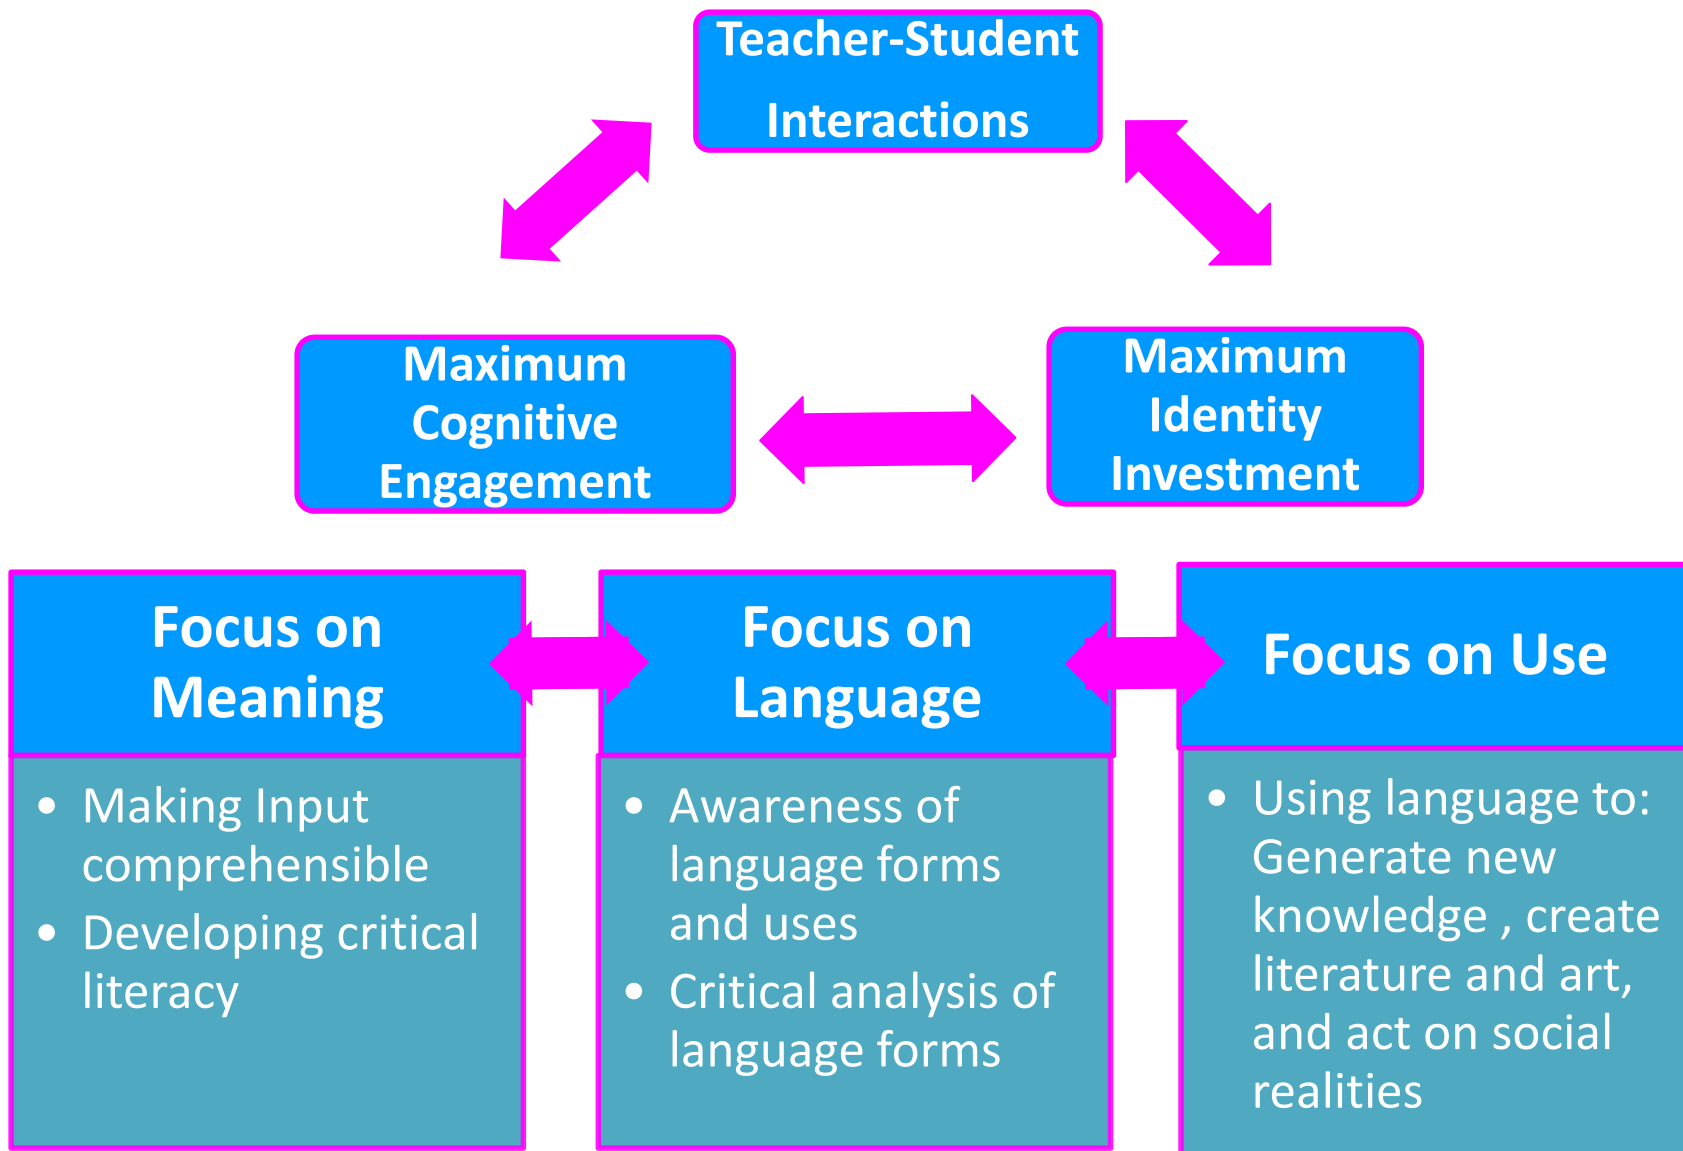 Teacher-Student
Interactions
Maximum
Cognitive
Engagement
Maximum
Identity
Investment
Focus on
Meaning
• Making Input
comprehensible
• Developing critical
literacy
Focus on
Language
• Awareness of
language forms
and uses
• Critical analysis of
language forms
Focus on Use
• Using language to:
Generate new
knowledge , create
literature and art,
and act on social
realities